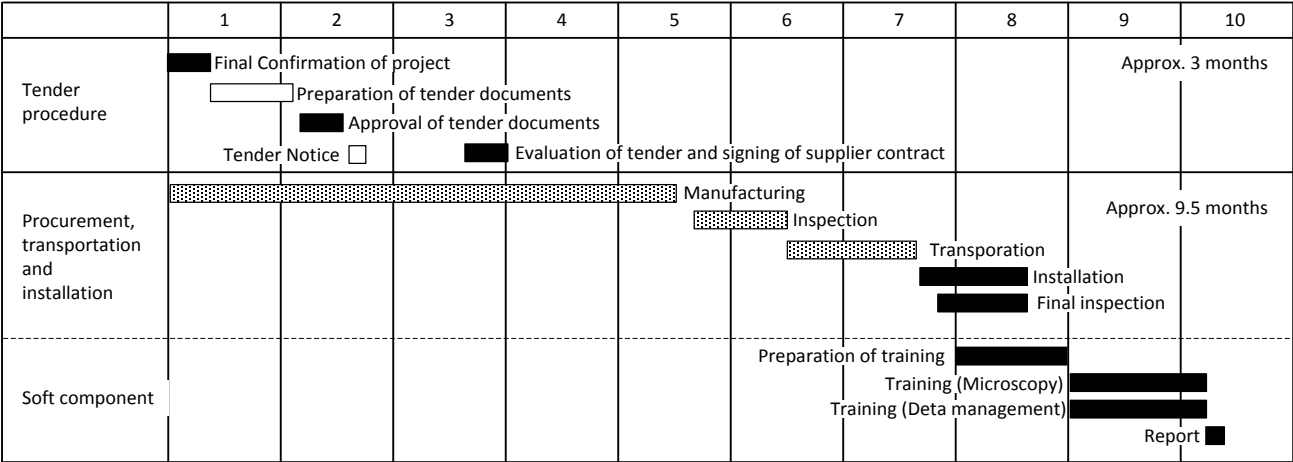 1 2 3 4 5 6 7 8 9 10
Tender
procedure
Final Confirmation of project
Approx. 3 months
Preparation of tender documents
Approval of tender documents
Tender Notice
Evaluation of tender and signing of supplier contract
Procurement,
transportation
and
installation
Manufacturing
Approx. 9.5 months
Inspection
Transporation
Installation
Final inspection
Soft component
Preparation of training
Training (Microscopy)
Training (Deta management)
Report